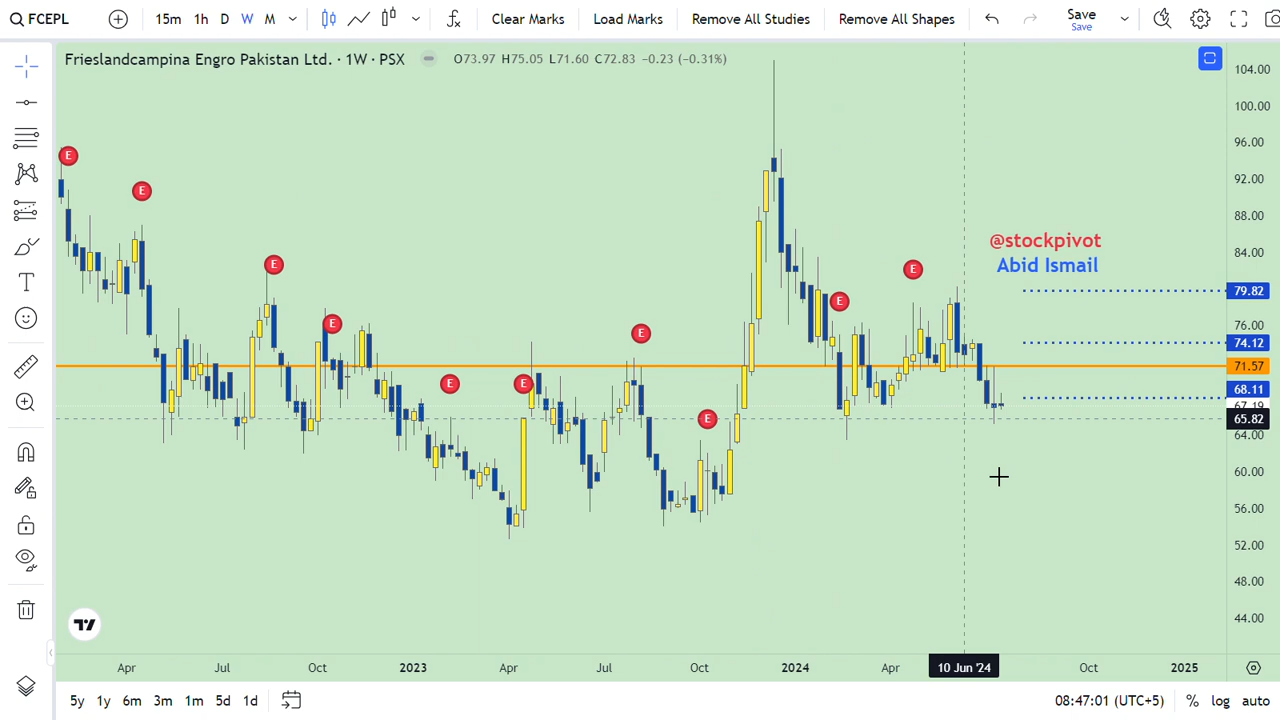 FCEPL 15m 1h D W M Clear Marks Load Marks Remove All Studies Remove All Shapes Save
Save
Frieslandcampina Engro Pakistan Ltd. · 1W · PSX O73.97 H75.05 L71.60 C72.83 −0.23 (−0.31%)
104.00
100.00
96.00
E
92.00
E
88.00
@stockpivot
84.00
E
E
Abid Ismail
79.82
E
E
76.00
E
74.12
71.57
E
E
68.11
67.19
E
65.82
64.00
60.00
56.00
52.00
48.00
44.00
Apr Jul Oct 2023 Apr Jul Oct 2024 Apr 10 Jun '24 Oct 2025
5y 1y 6m 3m 1m 5d 1d 08:47:01 (UTC+5) % log auto